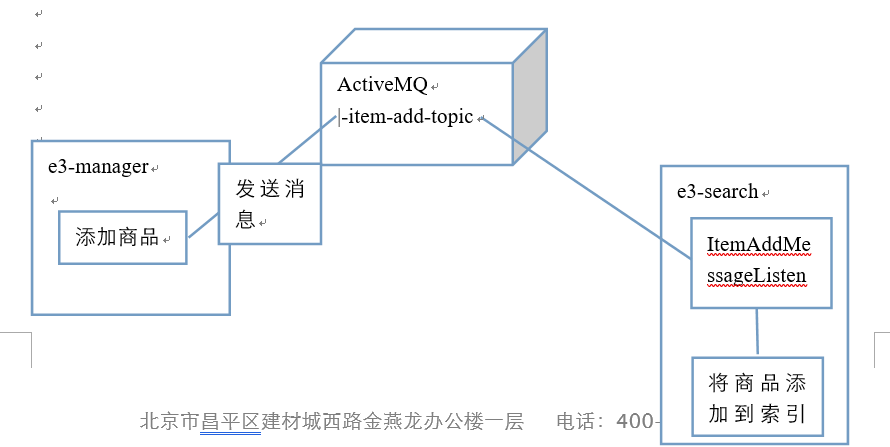 ActiveMQ
|-item-add-topic
e3-manager
发送消
息
添加商品
e3-search
ItemAddMe
ssageListen
将商品添
加到索引
北京市昌平区建材城西路金燕龙办公楼一层 电话：400-